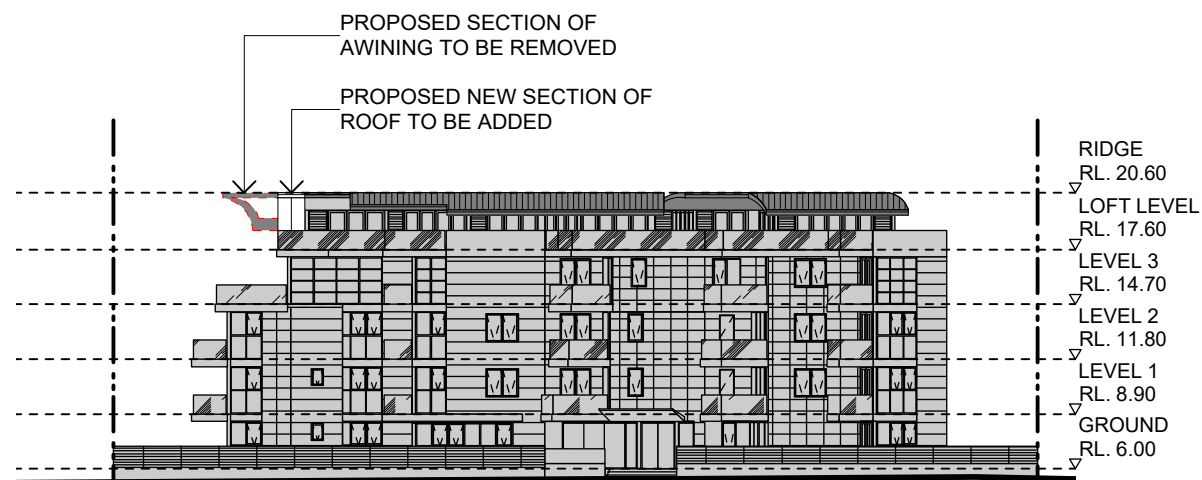 PROPOSED SECTION OF
AWINING TO BE REMOVED
PROPOSED NEW SECTION OF
ROOF TO BE ADDED
RIDGE
RL. 20.60
LOFT LEVEL
RL. 17.60
LEVEL 3
RL. 14.70
LEVEL 2
RL. 11.80
LEVEL 1
RL. 8.90
GROUND
RL. 6.00